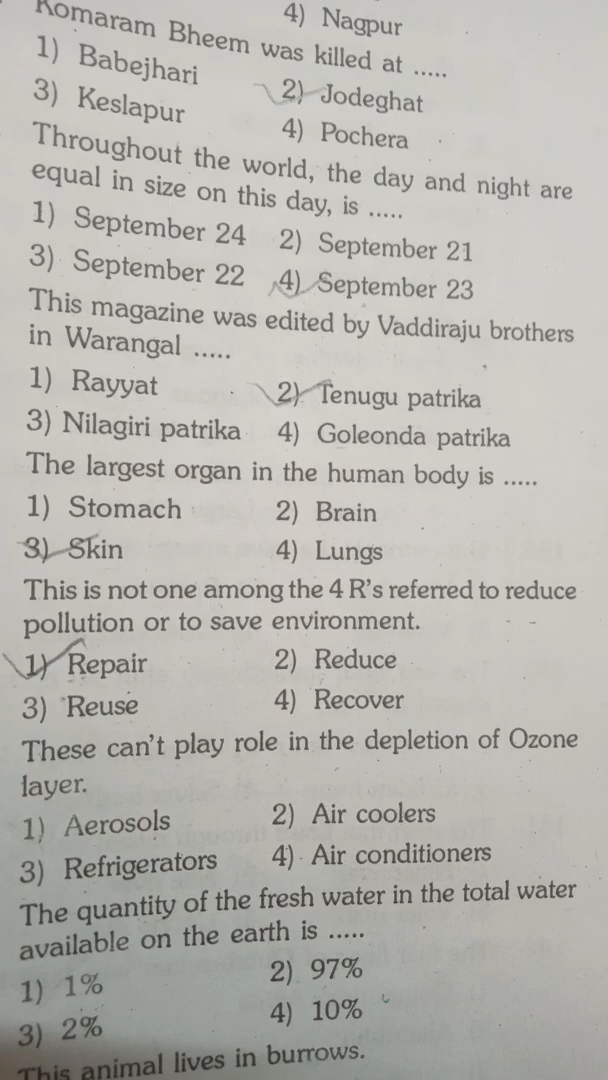 4) Nagpur
Komaram Bheem was killed at .....
1) Babejhari 2) Jodeghat
3) Keslapur 4) Pochera
Throughout the world, the day and night are
equal in size on this day, is .....
1) September 24 2) September 21
3) September 22 4) September 23
This magazine was edited by Vaddiraju brothers
in Warangal .....
1) Rayyat 2) Tenugu patrika
3) Nilagiri patrika 4) Goleonda patrika
The largest organ in the human body is .....
1) Stomach 2) Brain
3) Skin 4) Lungs
This is not one among the 4 R's referred to reduce
pollution or to save environment.
1) Repair 2) Reduce
3) Reuse 4) Recover
These can't play role in the depletion of Ozone
layer.
1) Aerosols 2) Air coolers
3) Refrigerators 4) Air conditioners
The quantity of the fresh water in the total water
available on the earth is .....
1) 1% 2) 97%
3) 2% 4) 10%
This animal lives in burrows.